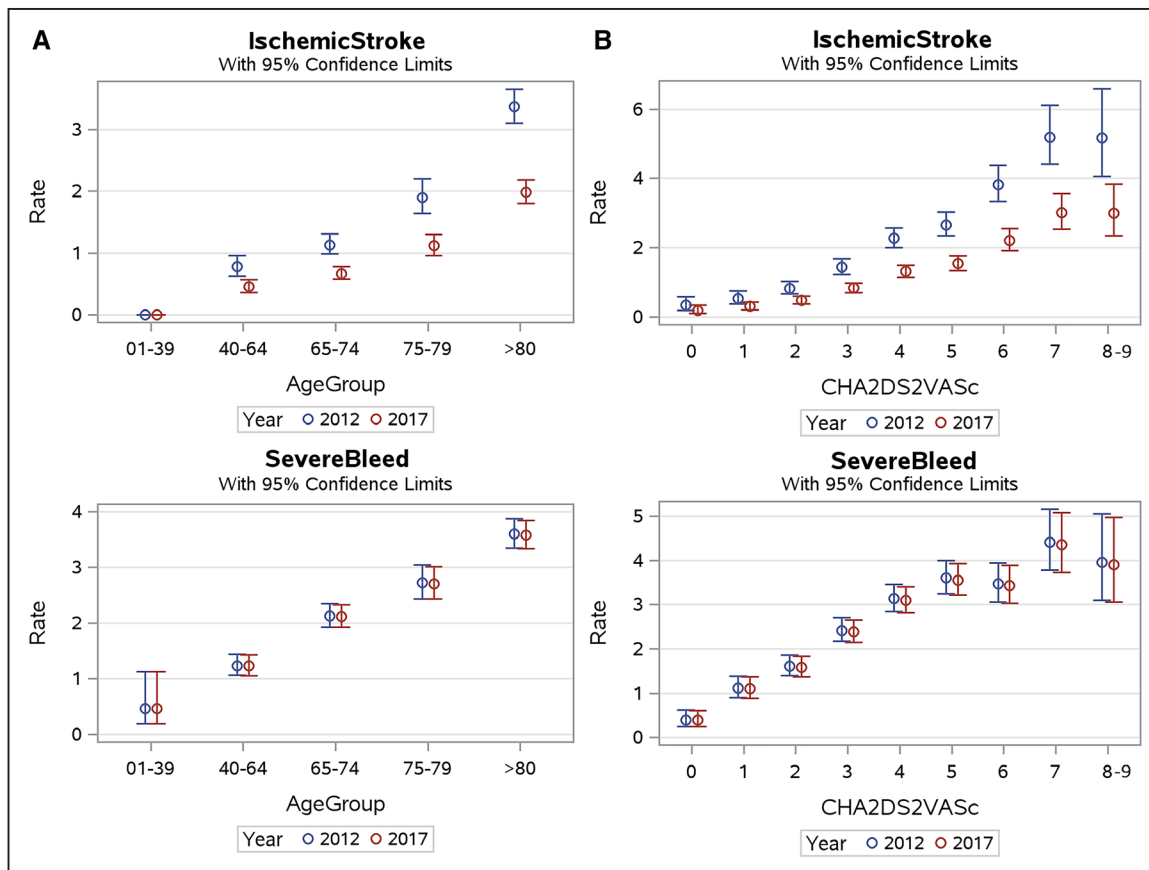 A
IschemicStroke
With 95% Confidence Limits
Rate
3
2
1
0
01-39 40-64 65-74 75-79 >80
AgeGroup
Year 2012 2017
B
IschemicStroke
With 95% Confidence Limits
Rate
6
4
2
0
0 1 2 3 4 5 6 7 8-9
CHA2DS2VASc
Year 2012 2017
SevereBleed
With 95% Confidence Limits
Rate
4
3
2
1
0
01-39 40-64 65-74 75-79 >80
AgeGroup
Year 2012 2017
SevereBleed
With 95% Confidence Limits
Rate
5
4
3
2
1
0
0 1 2 3 4 5 6 7 8-9
CHA2DS2VASc
Year 2012 2017